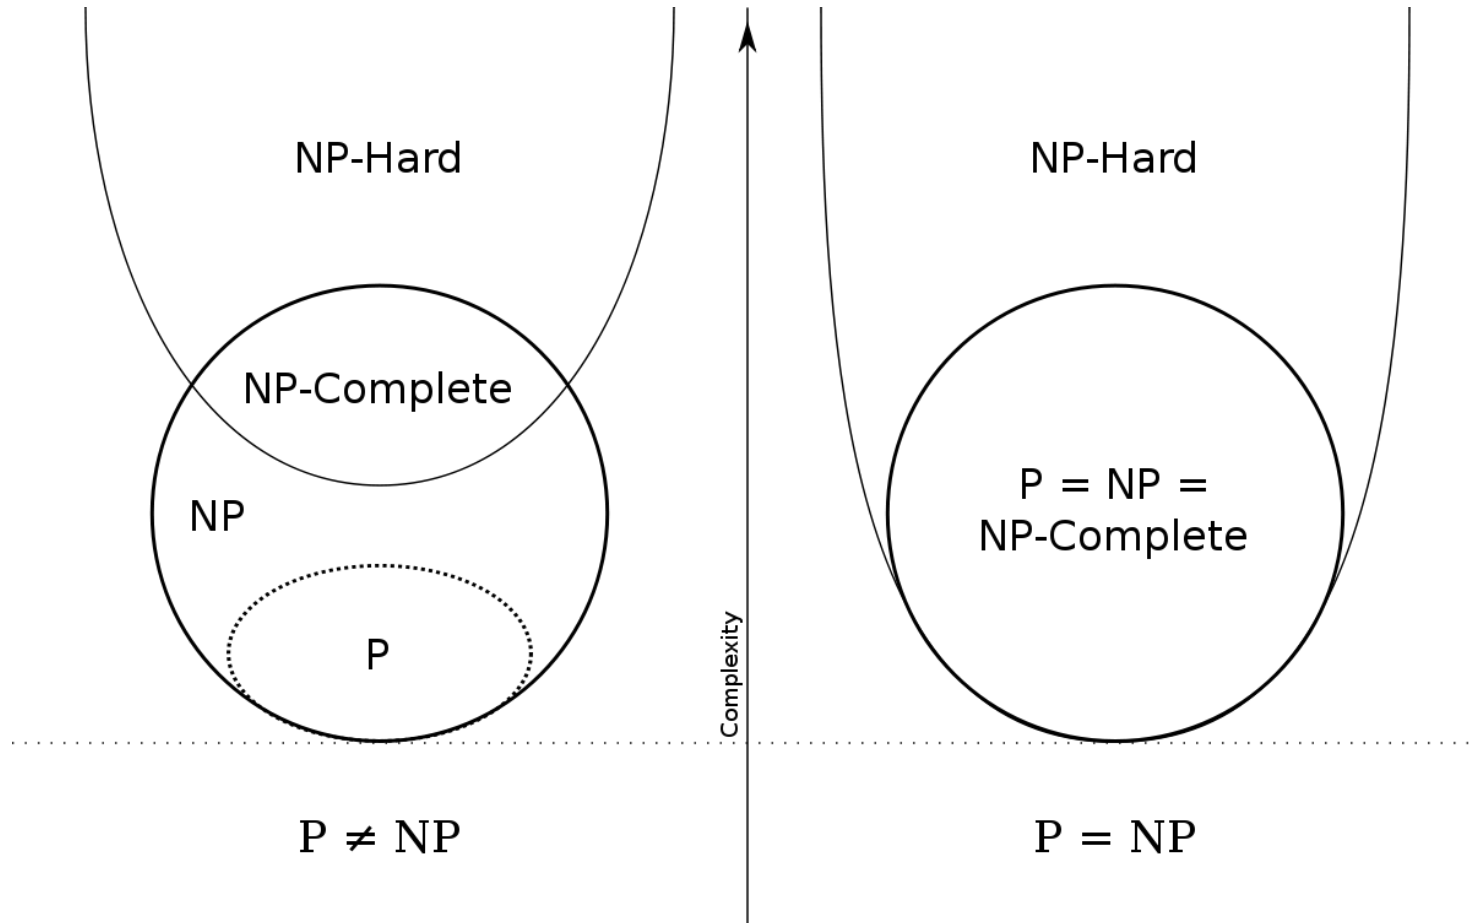 NP-Hard
NP-Complete
NP
P
P ≠ NP
Complexity
NP-Hard
P = NP =
NP-Complete
P = NP